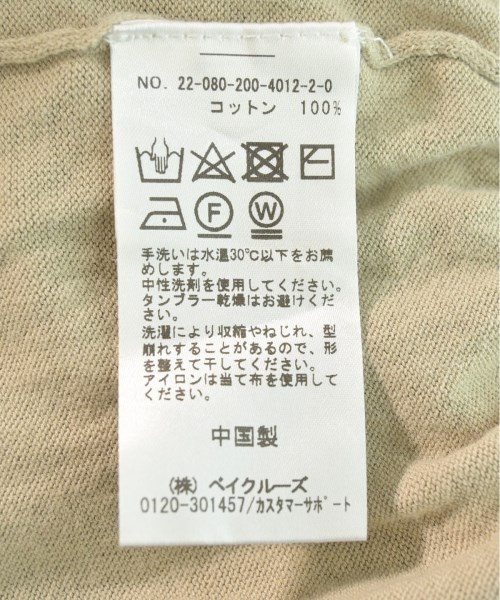 NO. 22-080-200-4012-2-0
コットン 100%
F W
手洗いは水温30℃以下をお薦
めします。
中性洗剤を使用してください。
タンブラー乾燥はお避けくださ
い。
洗濯により収縮やねじれ、型
崩れすることがあるので、形
を整えて干してください。
アイロンは当て布を使用して
ください。
中国製
(株) ベイクルーズ
0120-301457/カスタマーサポート